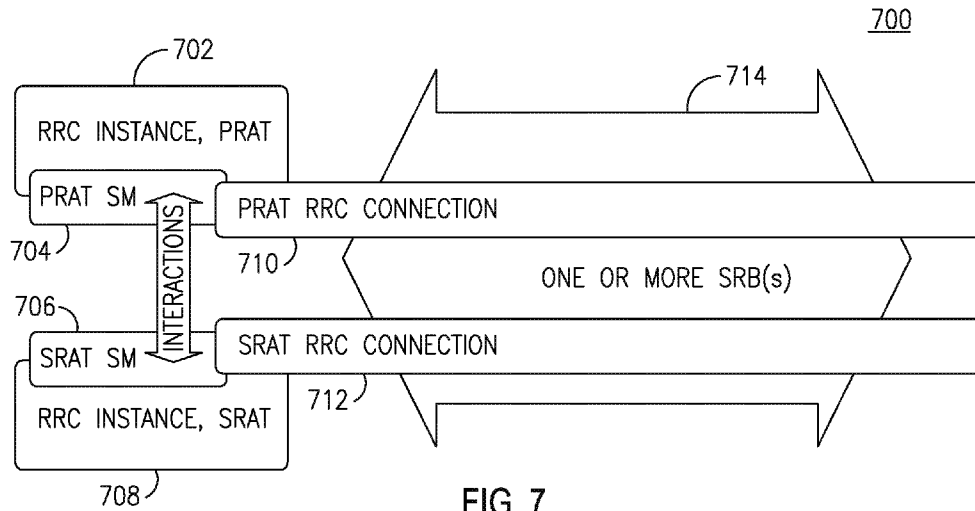 700
702
714
RRC INSTANCE, PRAT
PRAT SM
PRAT RRC CONNECTION
704
710
INTERACTIONS
ONE OR MORE SRB(s)
706
SRAT SM
SRAT RRC CONNECTION
712
RRC INSTANCE, SRAT
708
FIG. 7